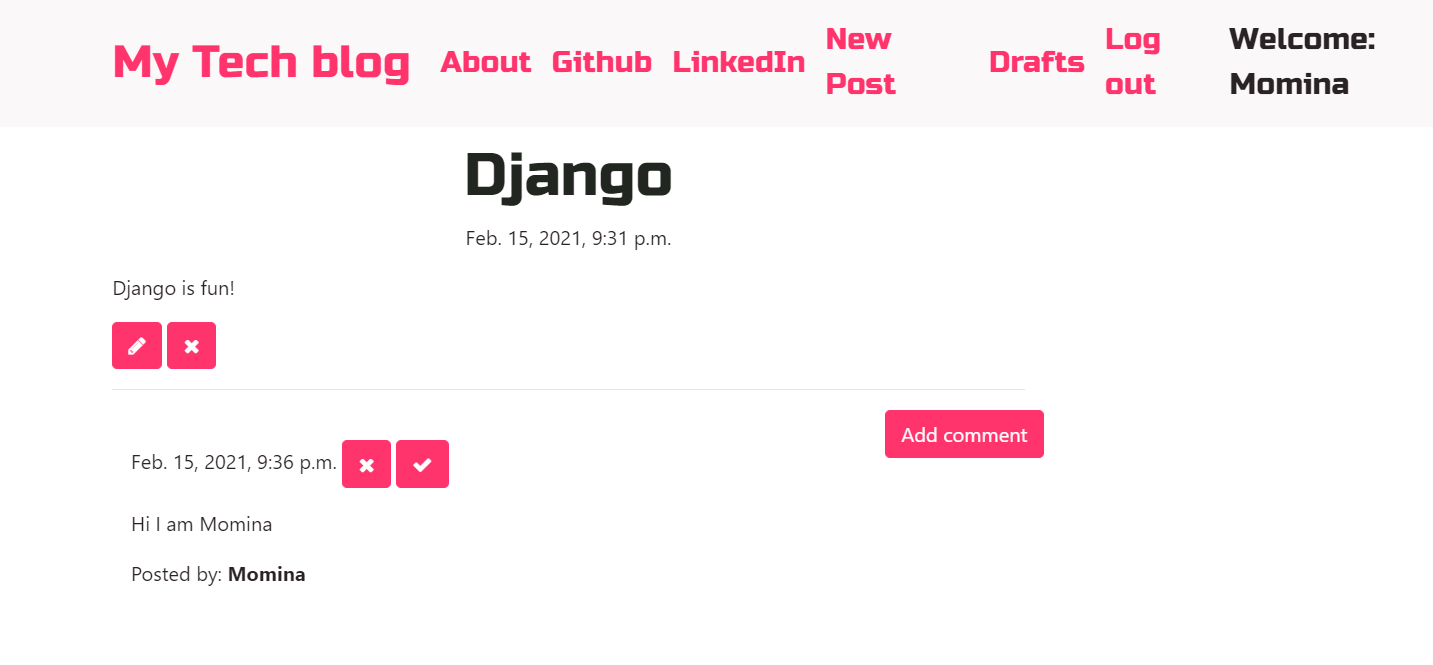 My Tech blog About Github LinkedIn New Post Drafts Log out Welcome: Momina
Django
Feb. 15, 2021, 9:31 p.m.
Django is fun!
Add comment
Feb. 15, 2021, 9:36 p.m.
Hi I am Momina
Posted by: Momina